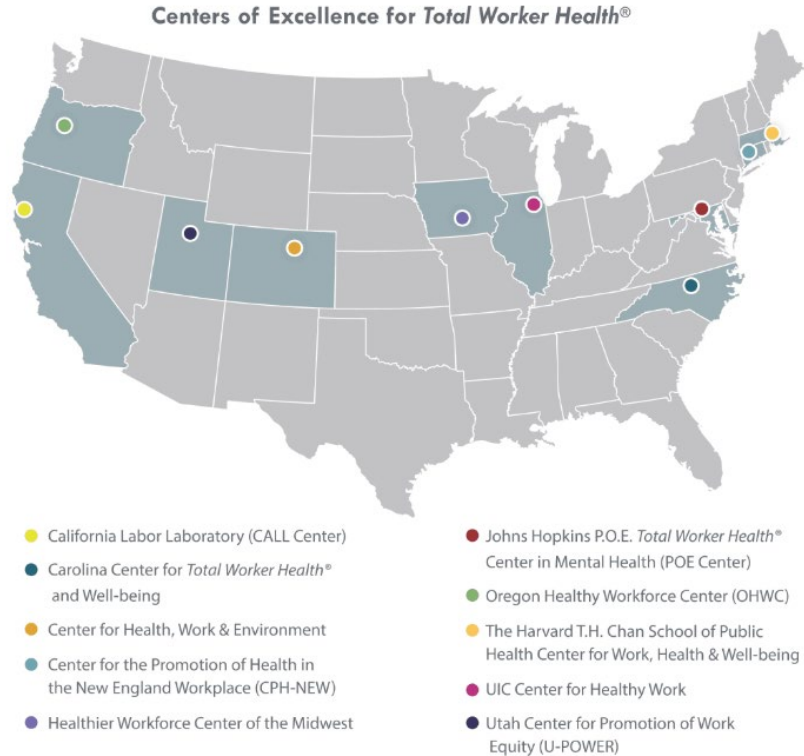 Centers of Excellence for Total Worker Health®
California Labor Laboratory (CALL Center)
Carolina Center for Total Worker Health®
and Well-being
Center for Health, Work & Environment
Center for the Promotion of Health in
the New England Workplace (CPH-NEW)
Healthier Workforce Center of the Midwest
Johns Hopkins P.O.E. Total Worker Health®
Center in Mental Health (POE Center)
Oregon Healthy Workforce Center (OHWC)
The Harvard T.H. Chan School of Public
Health Center for Work, Health & Well-being
UIC Center for Healthy Work
Utah Center for Promotion of Work
Equity (U-POWER)